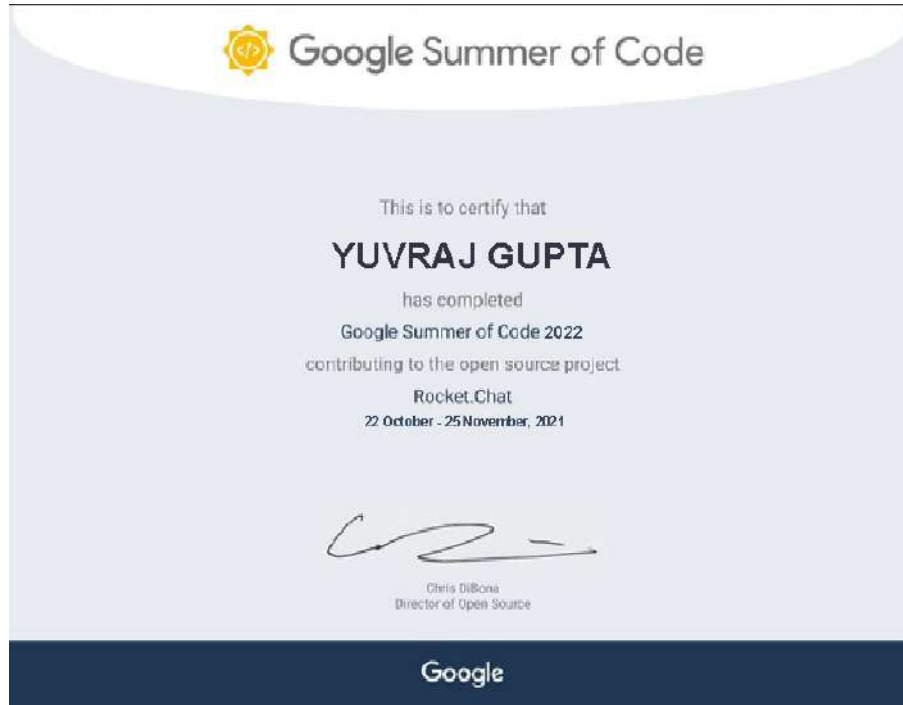 Google Summer of Code
This is to certify that
YUVRAJ GUPTA
has completed
Google Summer of Code 2022
contributing to the open source project
Rocket.Chat
22 October - 25 November, 2021
Chris DiBona
Director of Open Source
Google